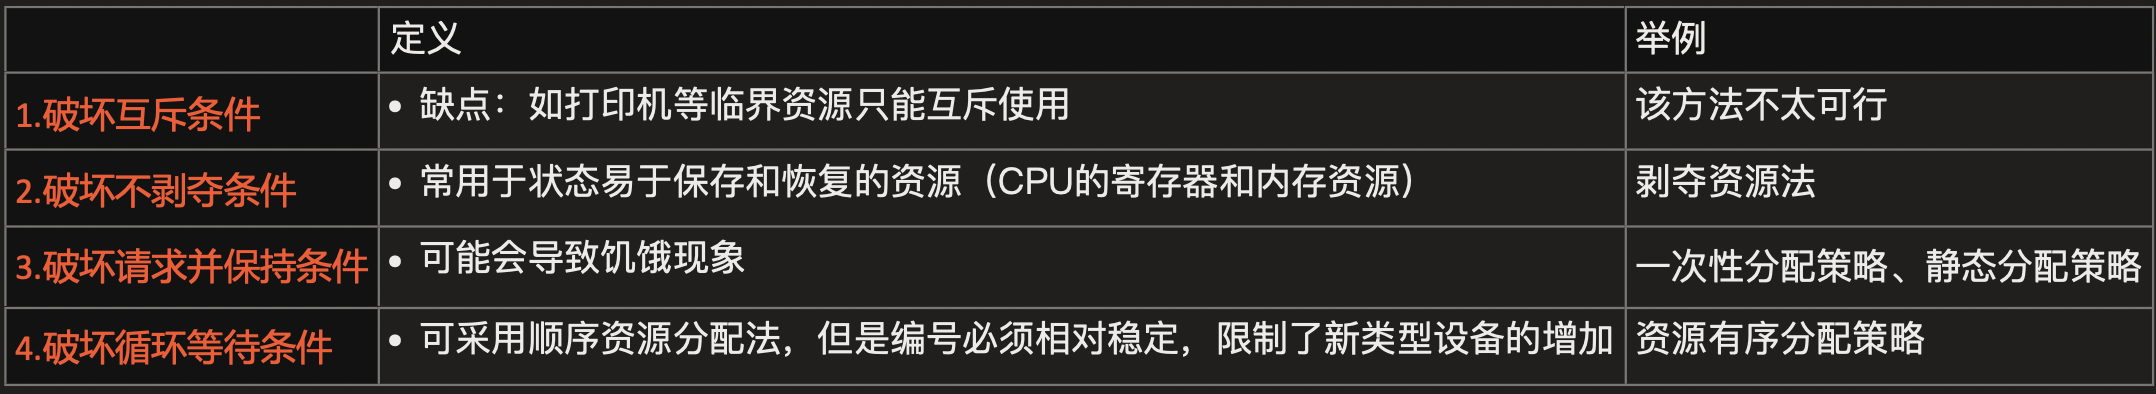 定义
举例
1.破坏互斥条件
• 缺点：如打印机等临界资源只能互斥使用
该方法不太可行
2.破坏不剥夺条件
• 常用于状态易于保存和恢复的资源（CPU的寄存器和内存资源）
剥夺资源法
3.破坏请求并保持条件
• 可能会导致饥饿现象
一次性分配策略、静态分配策略
4.破坏循环等待条件
• 可采用顺序资源分配法，但是编号必须相对稳定，限制了新类型设备的增加
资源有序分配策略